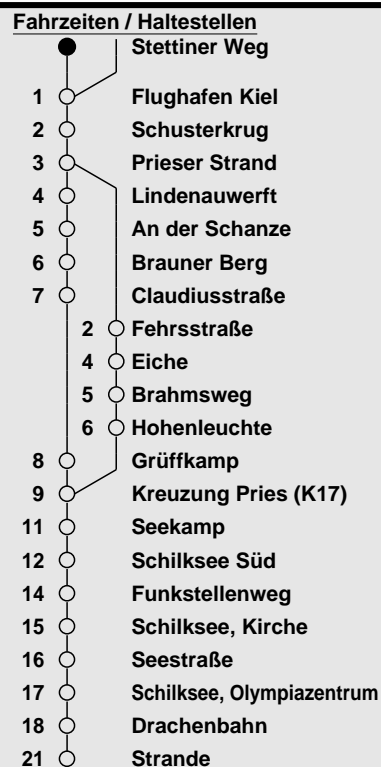 Fahrzeiten / Haltestellen
Stettiner Weg
1 Flughafen Kiel
2 Schusterkrug
3 Prieser Strand
4 Lindenauwerft
5 An der Schanze
6 Brauner Berg
7 Claudiusstraße
2 Fehrsstraße
4 Eiche
5 Brahmsweg
6 Hohenleuchte
8 Grüffkamp
9 Kreuzung Pries (K17)
11 Seekamp
12 Schilksee Süd
14 Funkstellenweg
15 Schilksee, Kirche
16 Seestraße
17 Schilksee, Olympiazentrum
18 Drachenbahn
21 Strande